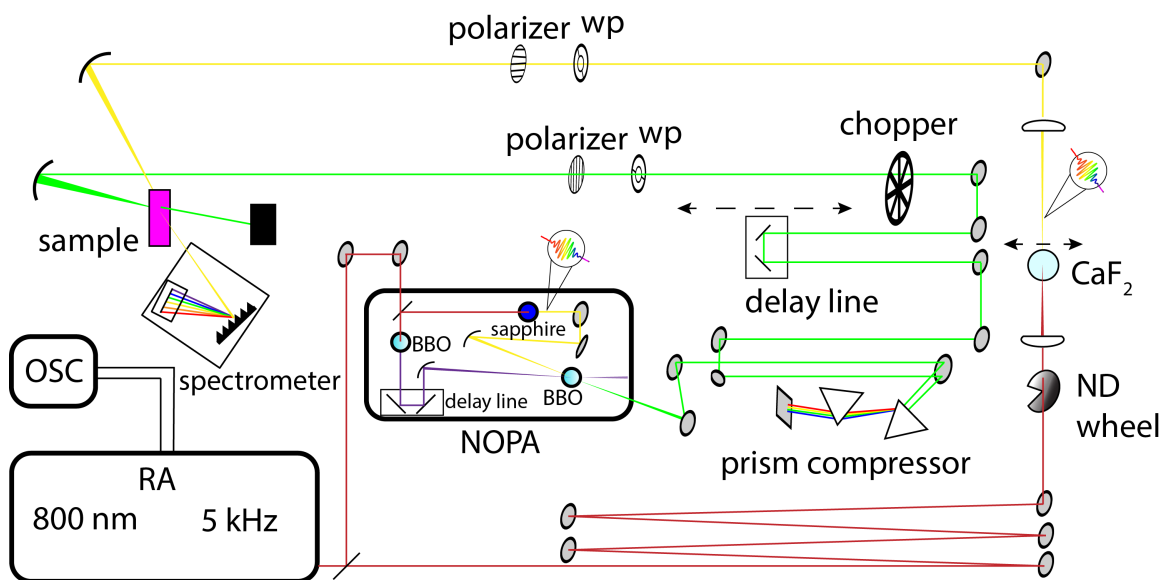 polarizer wp
polarizer wp
chopper
sample
delay line
CaF2
sapphire
BBO
OSC
spectrometer
delay line
BBO
NOPA
prism compressor
ND
wheel
RA
800 nm 5 kHz